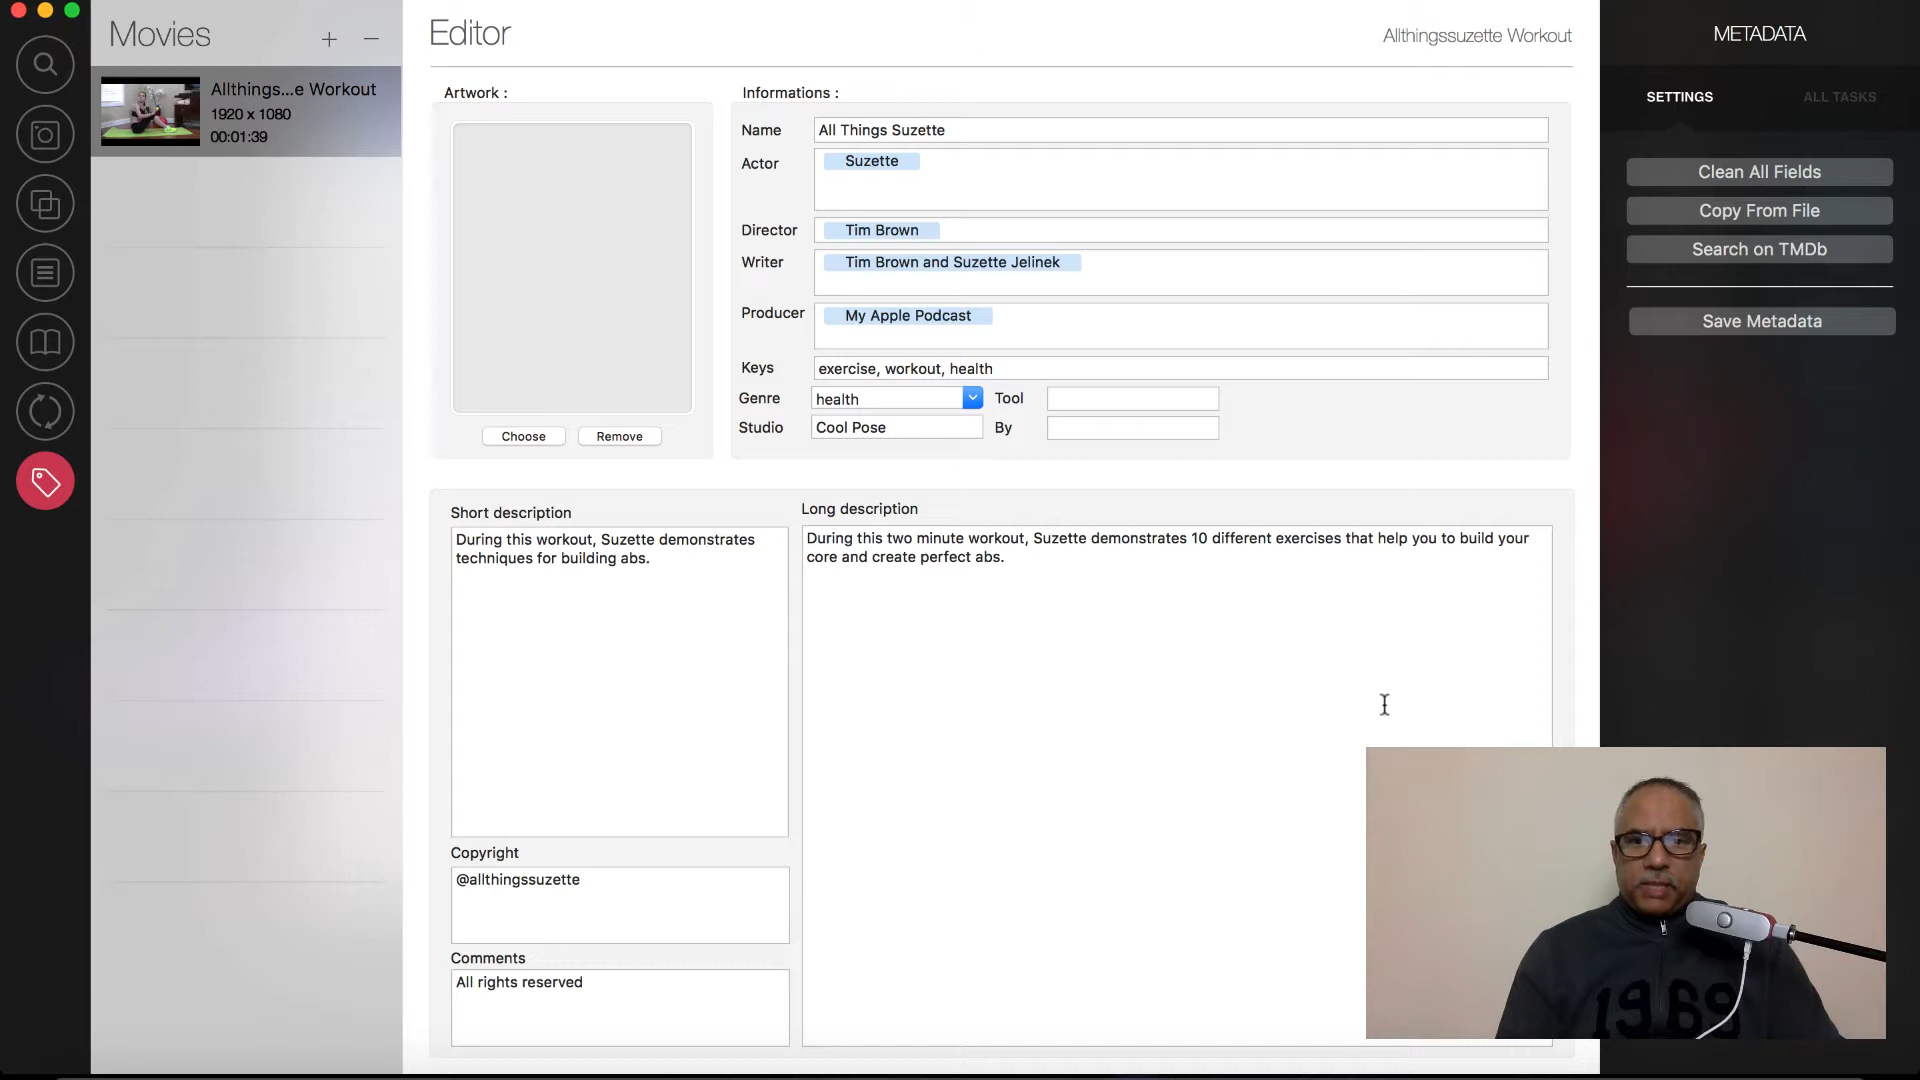 Movies
+
−
Allthings...e Workout
1920 x 1080
00:01:39
Editor
Allthingssuzette Workout
Artwork :
Choose
Remove
Informations :
Name
All Things Suzette
Actor
Suzette
Director
Tim Brown
Writer
Tim Brown and Suzette Jelinek
Producer
My Apple Podcast
Keys
exercise, workout, health
Genre
health
Tool
Studio
Cool Pose
By
Short description
During this workout, Suzette demonstrates
techniques for building abs.
Long description
During this two minute workout, Suzette demonstrates 10 different exercises that help you to build your
core and create perfect abs.
Copyright
@allthingssuzette
Comments
All rights reserved
METADATA
SETTINGS
ALL TASKS
Clean All Fields
Copy From File
Search on TMDb
Save Metadata
1969